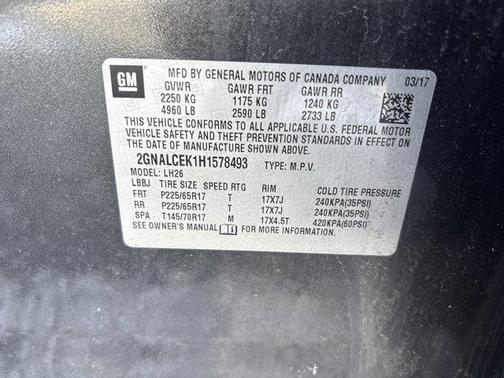 GM
MFD BY GENERAL MOTORS OF CANADA COMPANY 03/17
GVWR GAWR FRT GAWR RR
2250 KG 1175 KG 1240 KG
4960 LB 2590 LB 2733 LB
THIS VEHICLE CONFORMS TO ALL APPLICABLE U.S. FEDERAL MOTOR
VEHICLE SAFETY AND THEFT PREVENTION STANDARDS IN EFFECT ON
THE DATE OF MANUFACTURE SHOWN ABOVE.
2GNALCEK1H1578493 TYPE: M.P.V.
MODEL: LH26
LBBJ TIRE SIZE SPEED RTG RIM COLD TIRE PRESSURE
FRT P225/65R17 T 17X7J 240KPA(35PSI)
RR P225/65R17 T 17X7J 240KPA(35PSI)
SPA T145/70R17 M 17X4.5T 420KPA(60PSI)
SEE OWNER'S MANUAL FOR MORE INFORMATION